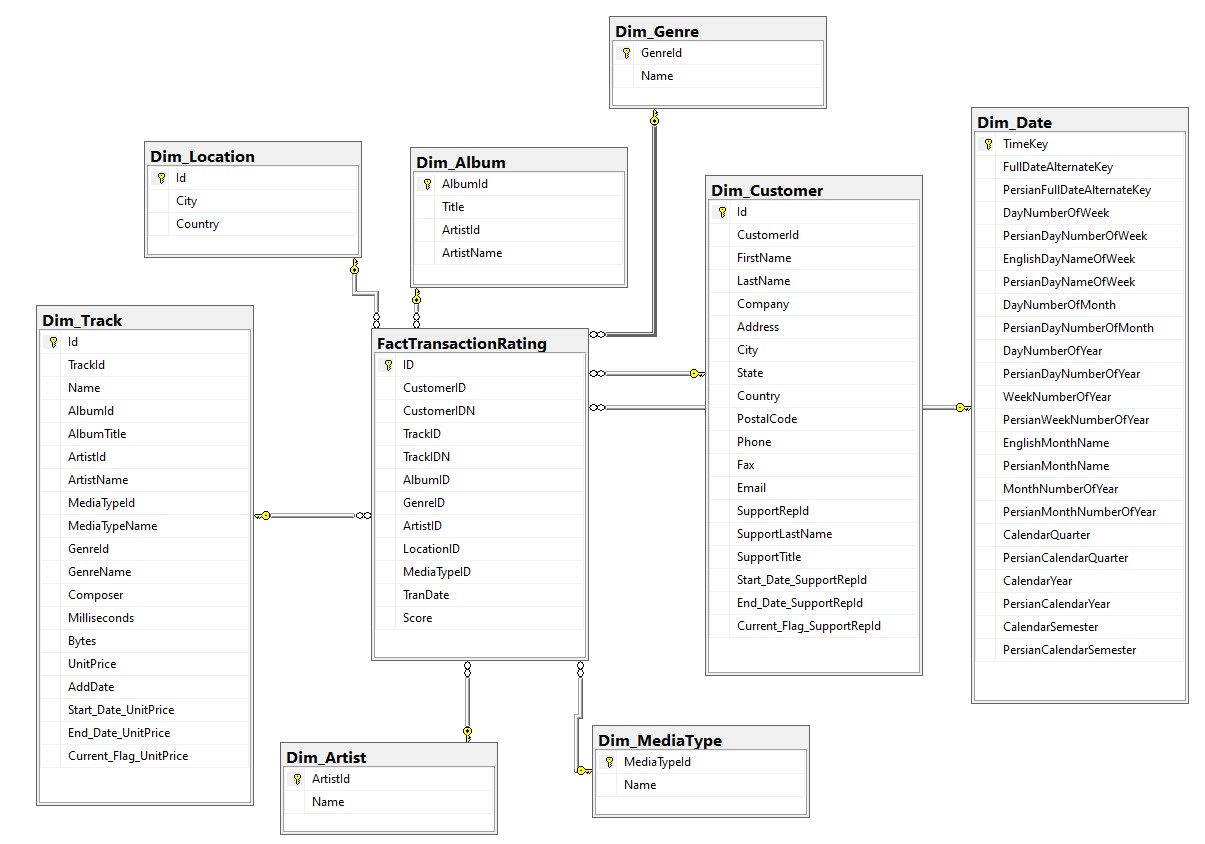 Dim_Genre
GenreId
Name
Dim_Location
Id
City
Country
Dim_Album
AlbumId
Title
ArtistId
ArtistName
Dim_Customer
Id
CustomerId
FirstName
LastName
Company
Address
City
State
Country
PostalCode
Phone
Fax
Email
SupportRepId
SupportLastName
SupportTitle
Start_Date_SupportRepId
End_Date_SupportRepId
Current_Flag_SupportRepId
Dim_Date
TimeKey
FullDateAlternateKey
PersianFullDateAlternateKey
DayNumberOfWeek
PersianDayNumberOfWeek
EnglishDayNameOfWeek
PersianDayNameOfWeek
DayNumberOfMonth
PersianDayNumberOfMonth
DayNumberOfYear
PersianDayNumberOfYear
WeekNumberOfYear
PersianWeekNumberOfYear
EnglishMonthName
PersianMonthName
MonthNumberOfYear
PersianMonthNumberOfYear
CalendarQuarter
PersianCalendarQuarter
CalendarYear
PersianCalendarYear
CalendarSemester
PersianCalendarSemester
Dim_Track
Id
TrackId
Name
AlbumId
AlbumTitle
ArtistId
ArtistName
MediaTypeId
MediaTypeName
GenreId
GenreName
Composer
Milliseconds
Bytes
UnitPrice
AddDate
Start_Date_UnitPrice
End_Date_UnitPrice
Current_Flag_UnitPrice
FactTransactionRating
ID
CustomerID
CustomerIDN
TrackID
TrackIDN
AlbumID
GenreID
ArtistID
LocationID
MediaTypeID
TranDate
Score
Dim_Artist
ArtistId
Name
Dim_MediaType
MediaTypeId
Name